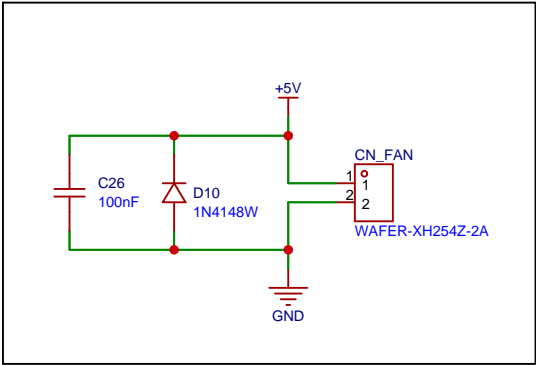 +5V
CN_FAN
C26
100nF
D10
1N4148W
1
1
2
2
WAFER-XH254Z-2A
GND